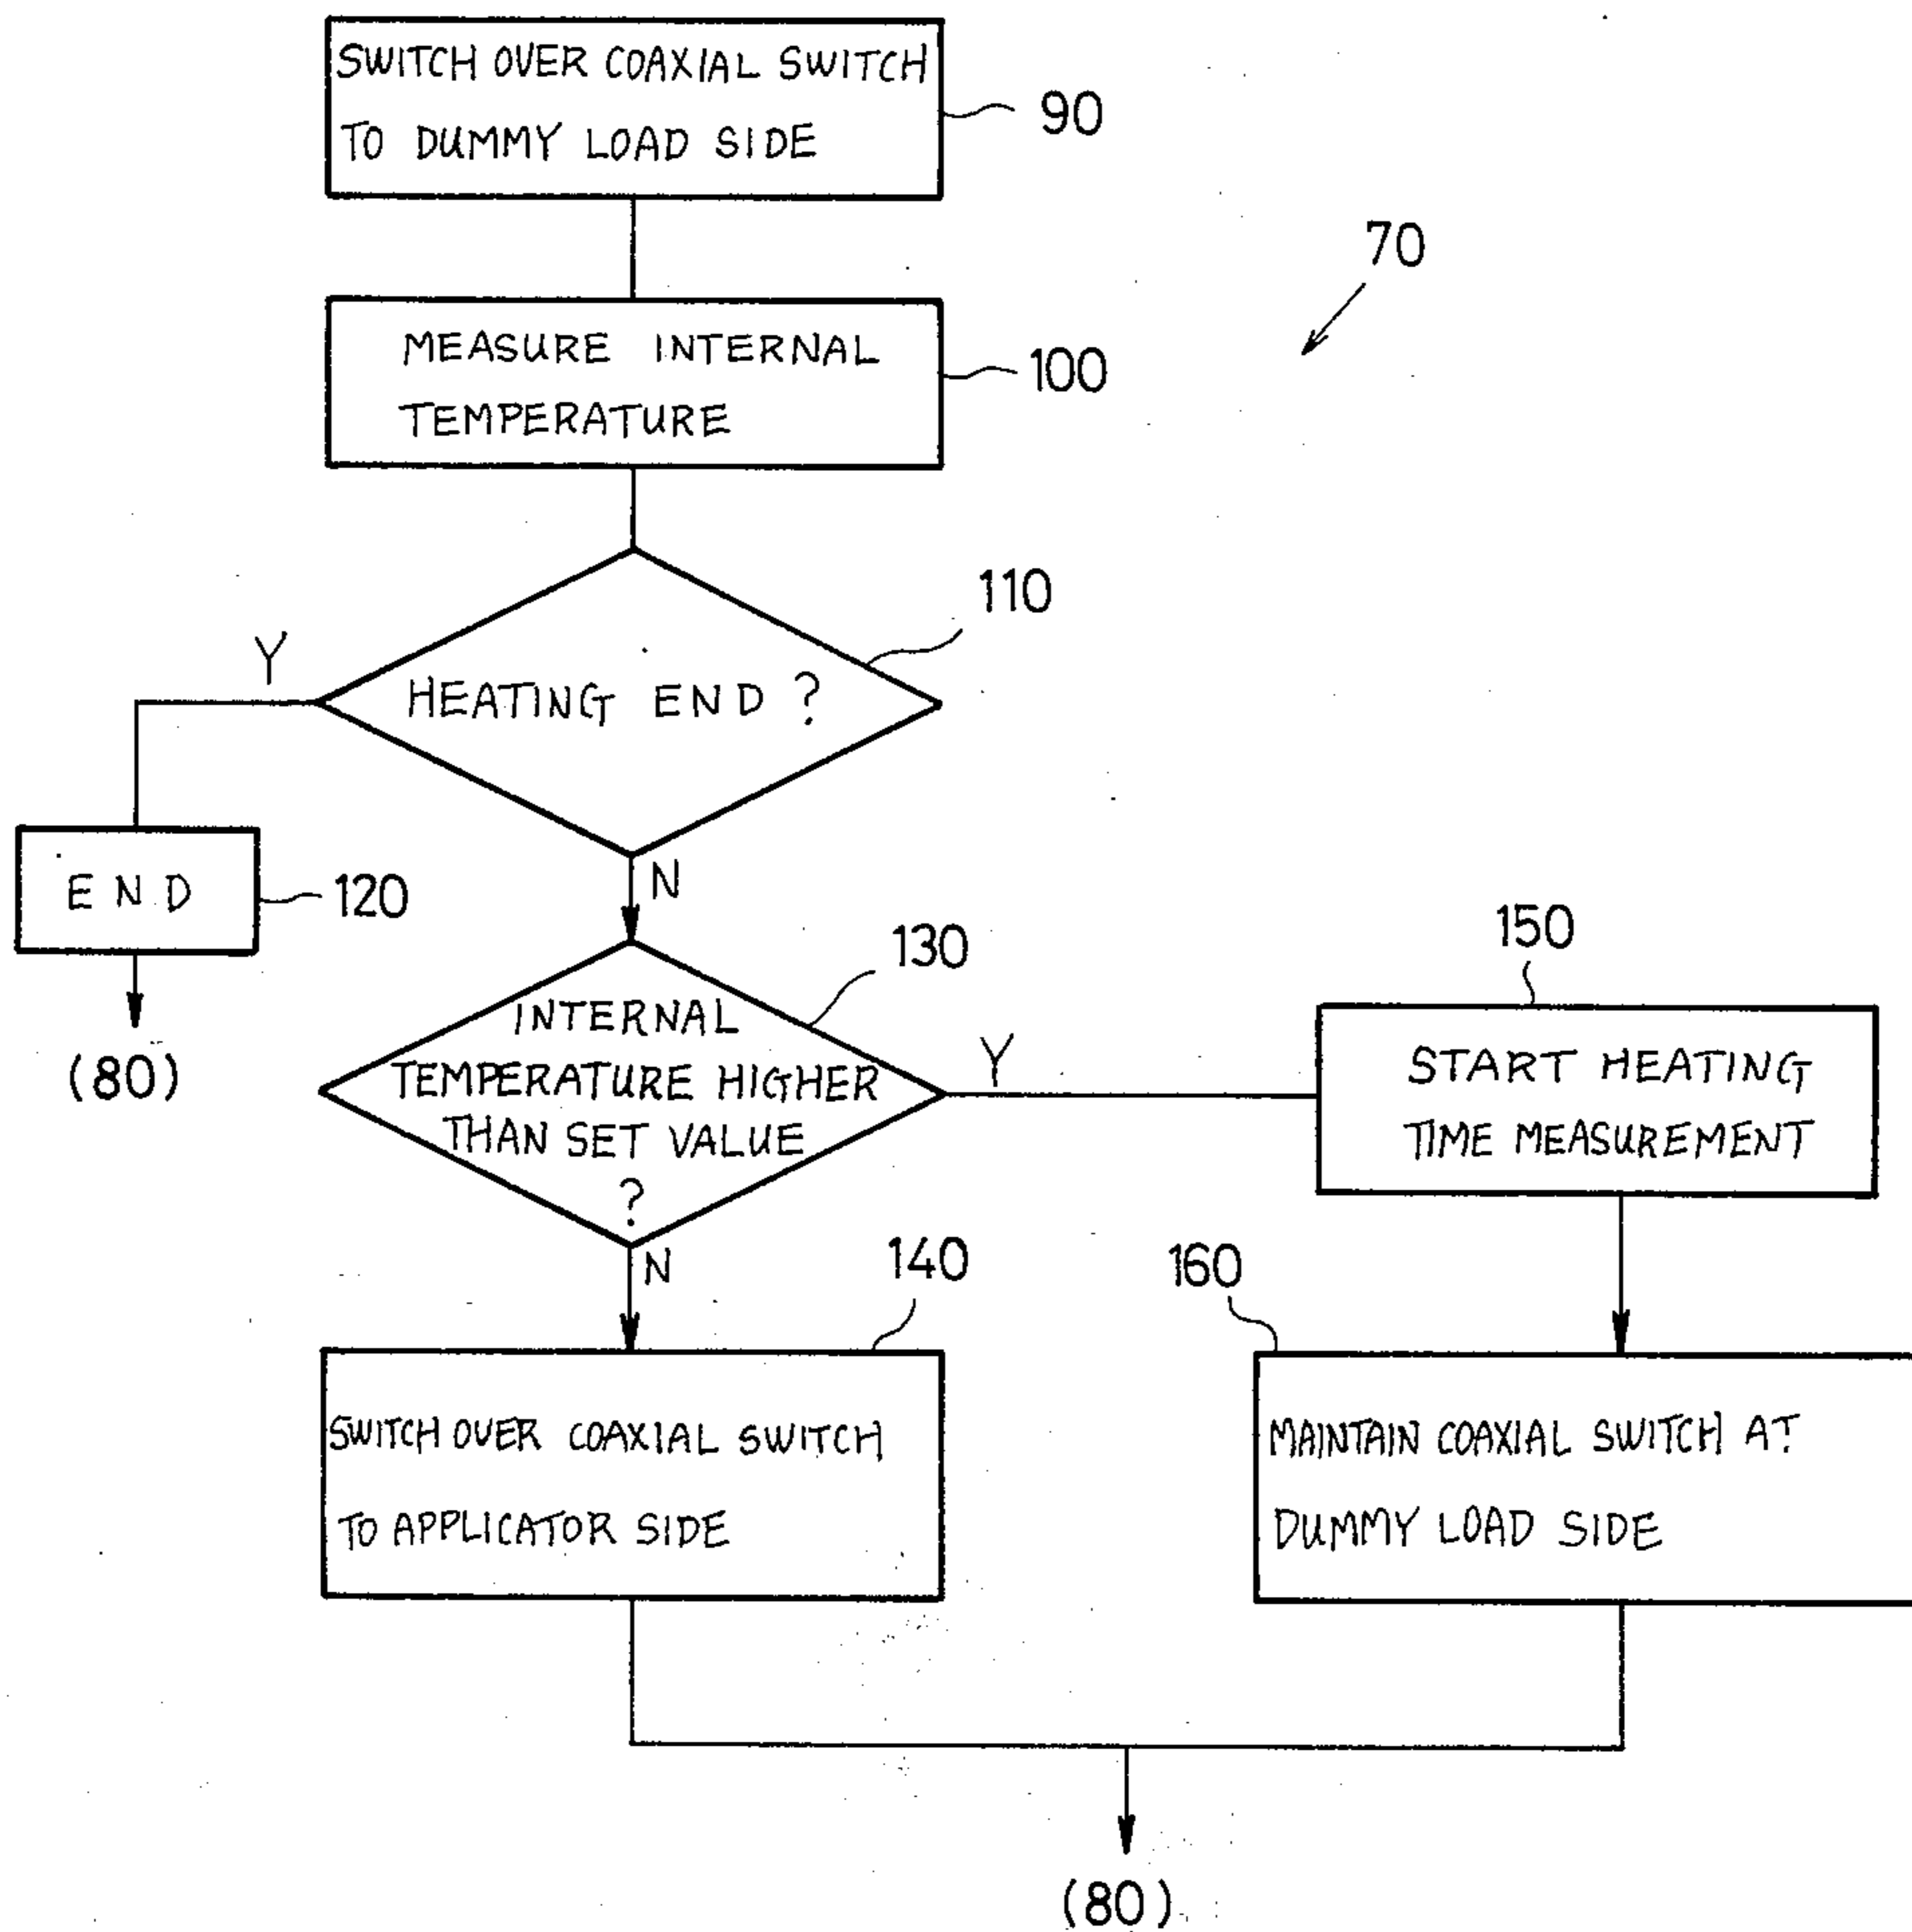 SWITCH OVER COAXIAL SWITCH
TO DUMMY LOAD SIDE
90
70
MEASURE INTERNAL
TEMPERATURE
100
110
Y
HEATING END ?
N
END
120
(80)
130
INTERNAL
TEMPERATURE HIGHER
THAN SET VALUE
?
Y
150
START HEATING
TIME MEASUREMENT
N
140
160
SWITCH OVER COAXIAL SWITCH
TO APPLICATOR SIDE
MAINTAIN COAXIAL SWITCH AT
DUMMY LOAD SIDE
(80)